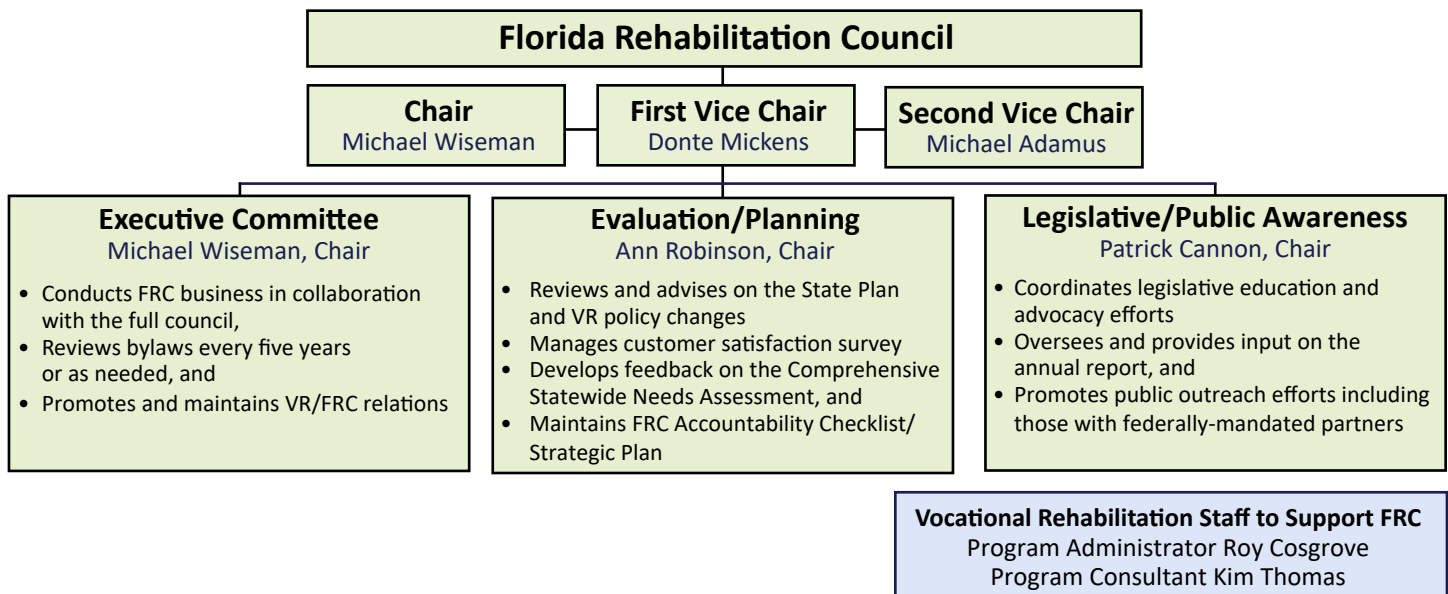 Florida Rehabilitation Council
Chair
Michael Wiseman
First Vice Chair
Donte Mickens
Second Vice Chair
Michael Adamus
Executive Committee
Michael Wiseman, Chair
• Conducts FRC business in collaboration
with the full council,
• Reviews bylaws every five years
or as needed, and
• Promotes and maintains VR/FRC relations
Evaluation/Planning
Ann Robinson, Chair
• Reviews and advises on the State Plan
and VR policy changes
• Manages customer satisfaction survey
• Develops feedback on the Comprehensive
Statewide Needs Assessment, and
• Maintains FRC Accountability Checklist/
Strategic Plan
Legislative/Public Awareness
Patrick Cannon, Chair
• Coordinates legislative education and
advocacy efforts
• Oversees and provides input on the
annual report, and
• Promotes public outreach efforts including
those with federally-mandated partners
Vocational Rehabilitation Staff to Support FRC
Program Administrator Roy Cosgrove
Program Consultant Kim Thomas